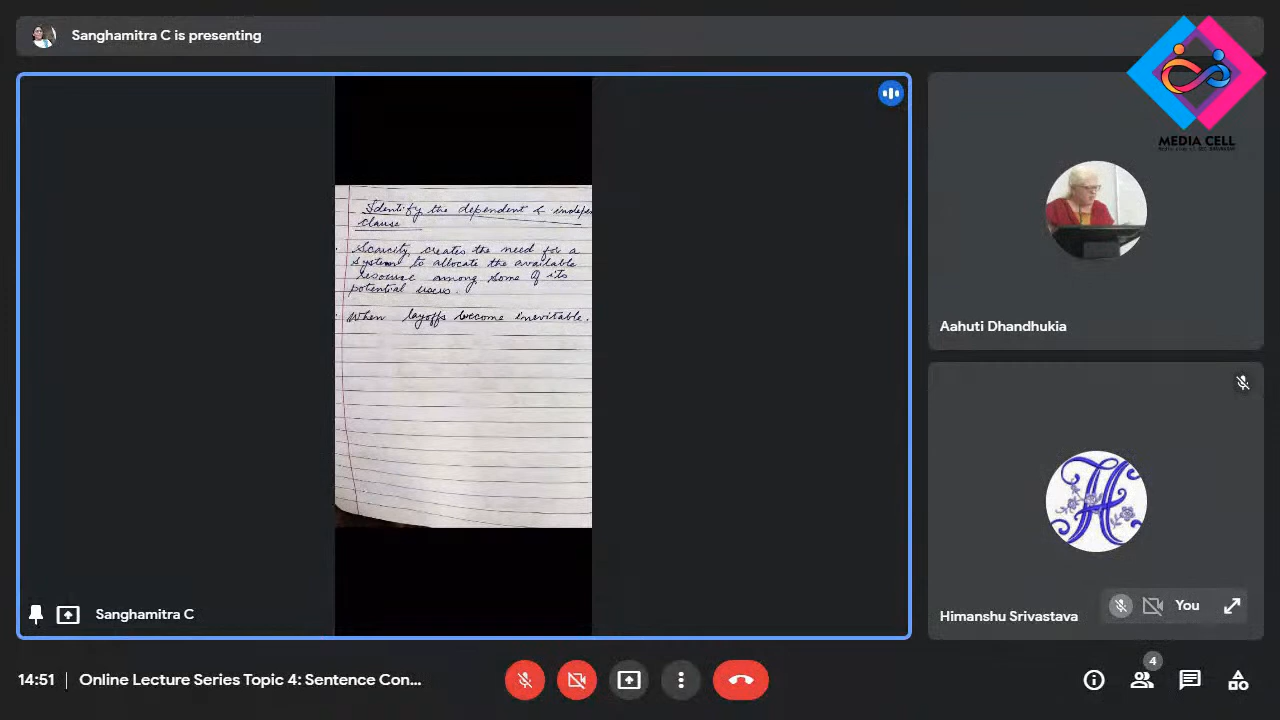 Sanghamitra C is presenting
MEDIA CELL
Identify the dependent & indepen
clause
Scarcity, creates the need for a
system to allocate the available
resource among some of its
potential users.
When layoffs become inevitable.
Aahuti Dhandhukia
Himanshu Srivastava
You
Sanghamitra C
14:51 | Online Lecture Series Topic 4: Sentence Con...
4